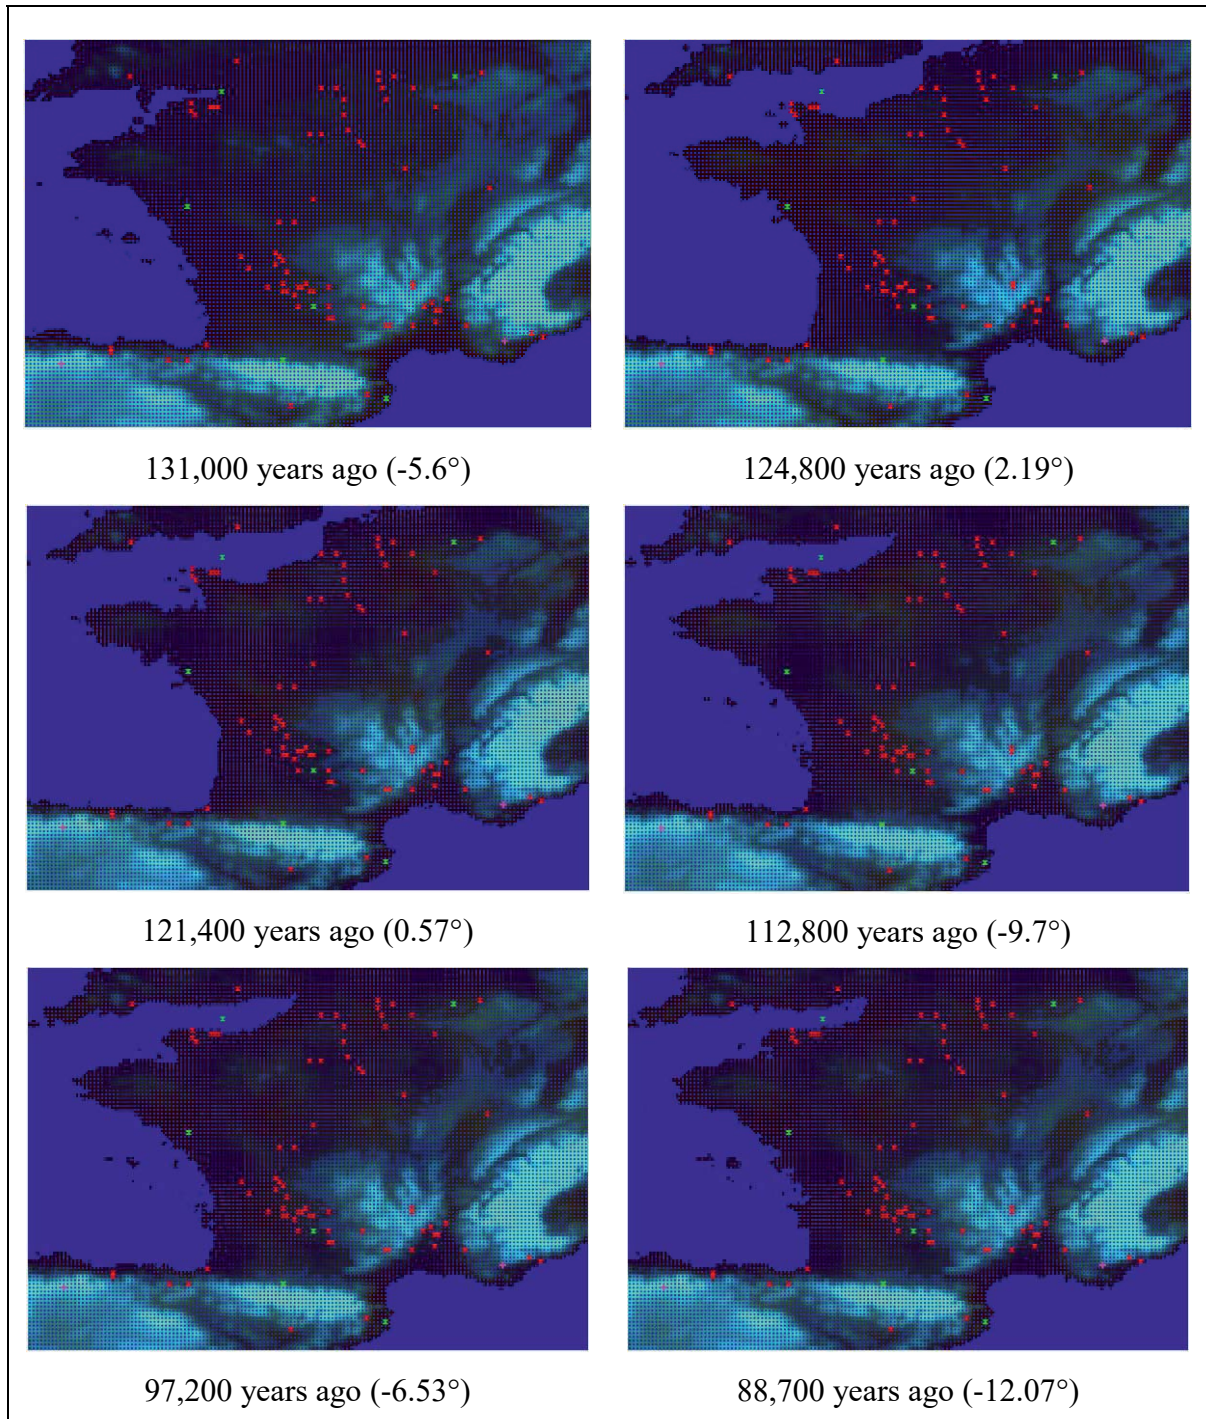 131,000 years ago (-5.6°)
124,800 years ago (2.19°)
121,400 years ago (0.57°)
112,800 years ago (-9.7°)
97,200 years ago (-6.53°)
88,700 years ago (-12.07°)